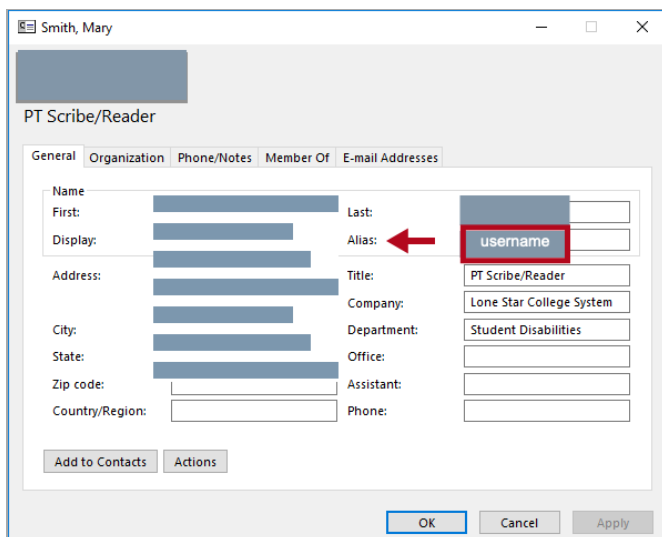 Smith, Mary
PT Scribe/Reader
General Organization Phone/Notes Member Of E-mail Addresses
Name
First: Last:
Display: Alias: username
Address: Title: PT Scribe/Reader
Company: Lone Star College System
City: Department: Student Disabilities
State: Office:
Zip code: Assistant:
Country/Region: Phone:
Add to Contacts Actions
OK Cancel Apply